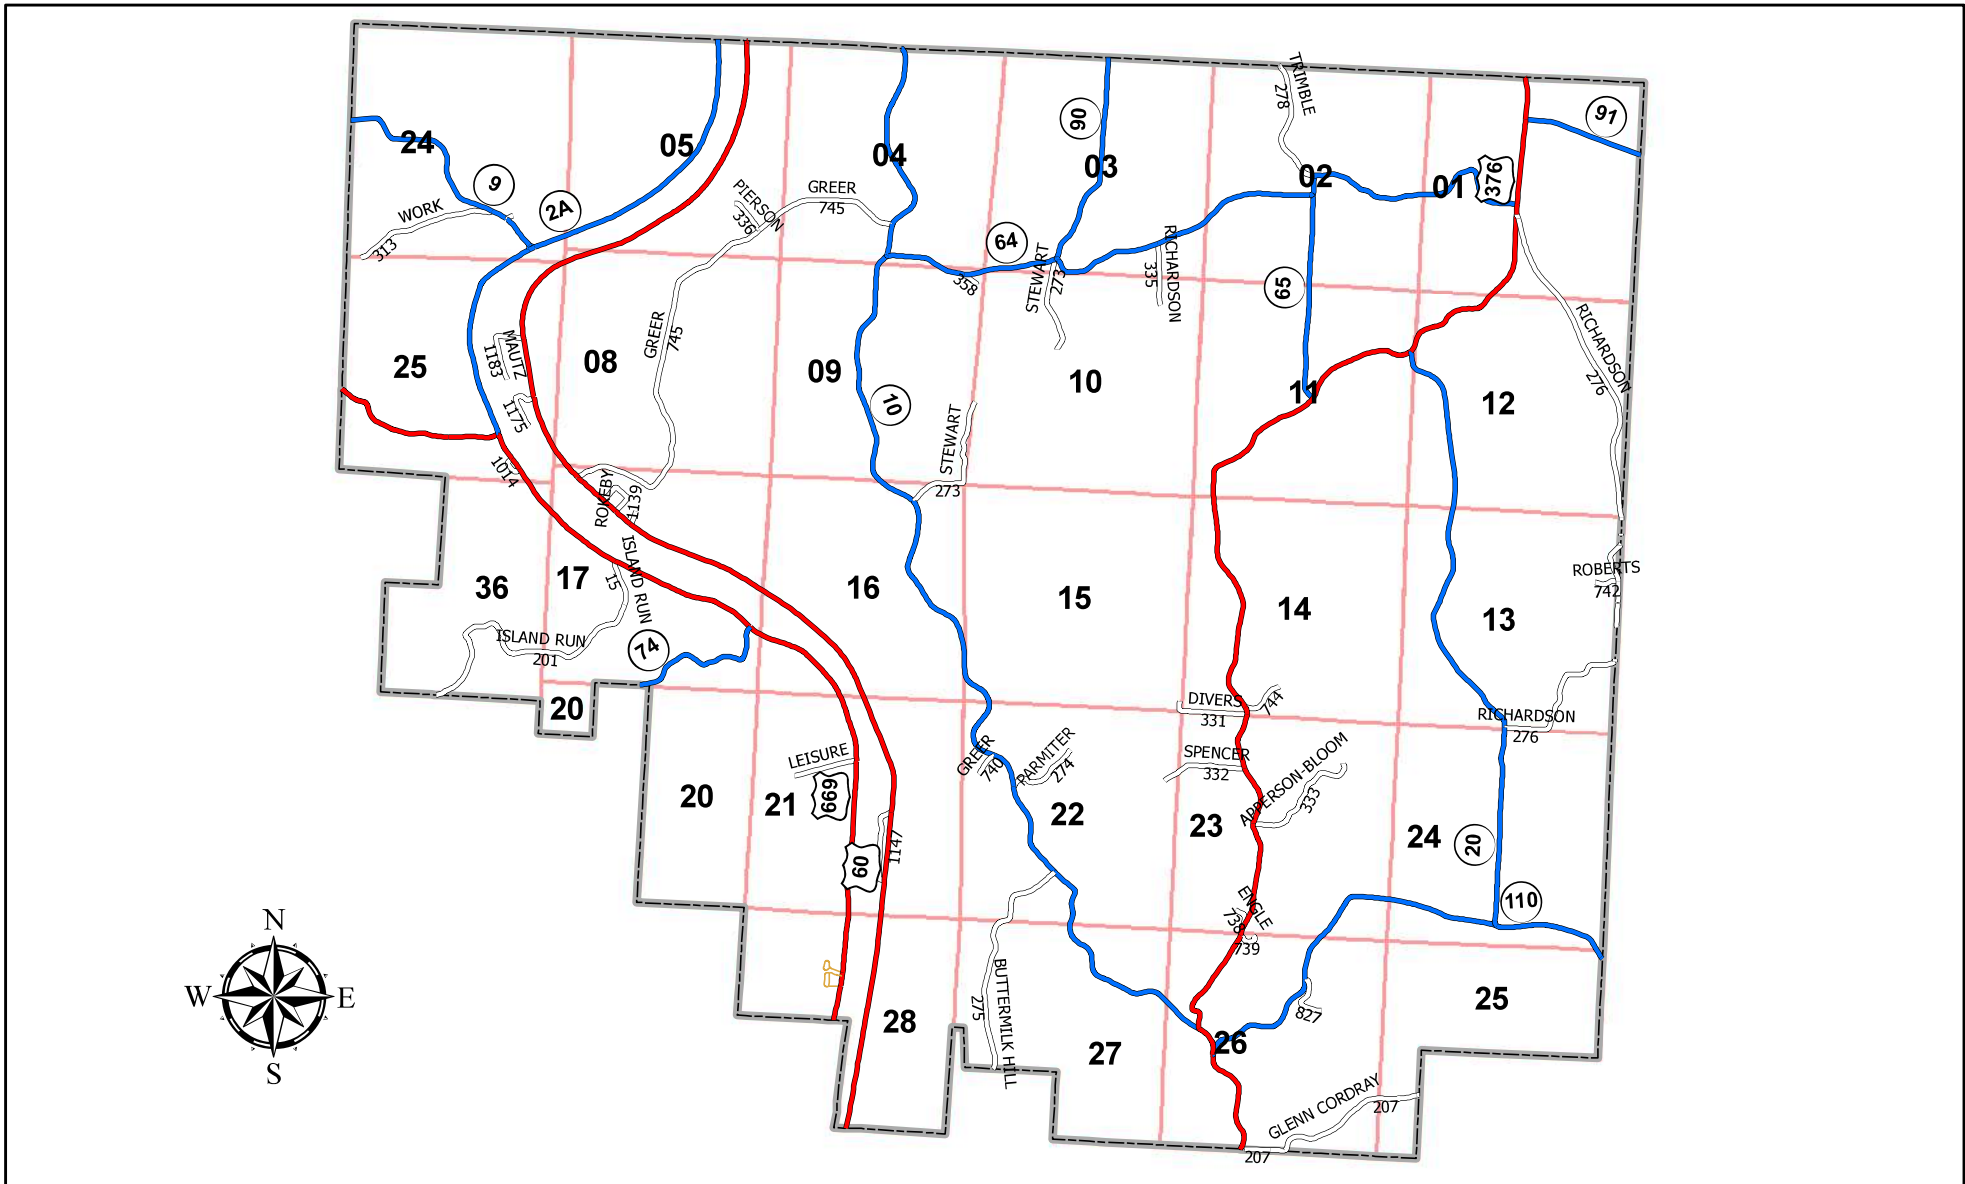 TRIMBLE
278
91
90
24
05
04
03
02
01
376
9
2A
WORK
313
PIERSON
336
GREER
745
64
358
STEWART
273
RICHARDSON
335
65
RICHARDSON
276
MAUTZ
1183
1175
25
08
GREER
745
09
10
10
11
12
STEWART
273
1014
ROKEBY
1139
ISLAND RUN
15
36
17
16
15
14
13
ROBERTS
742
ISLAND RUN
201
74
20
DIVERS
331
744
RICHARDSON
276
GREER
740
PARMITER
274
SPENCER
332
APPERSON-BLOOM
333
LEISURE
669
20
21
22
23
24
20
60
1147
ENGLE
738
739
110
BUTTERMILK HILL
275
28
27
26
827
25
GLENN CORDRAY
207
207
N
W
E
S